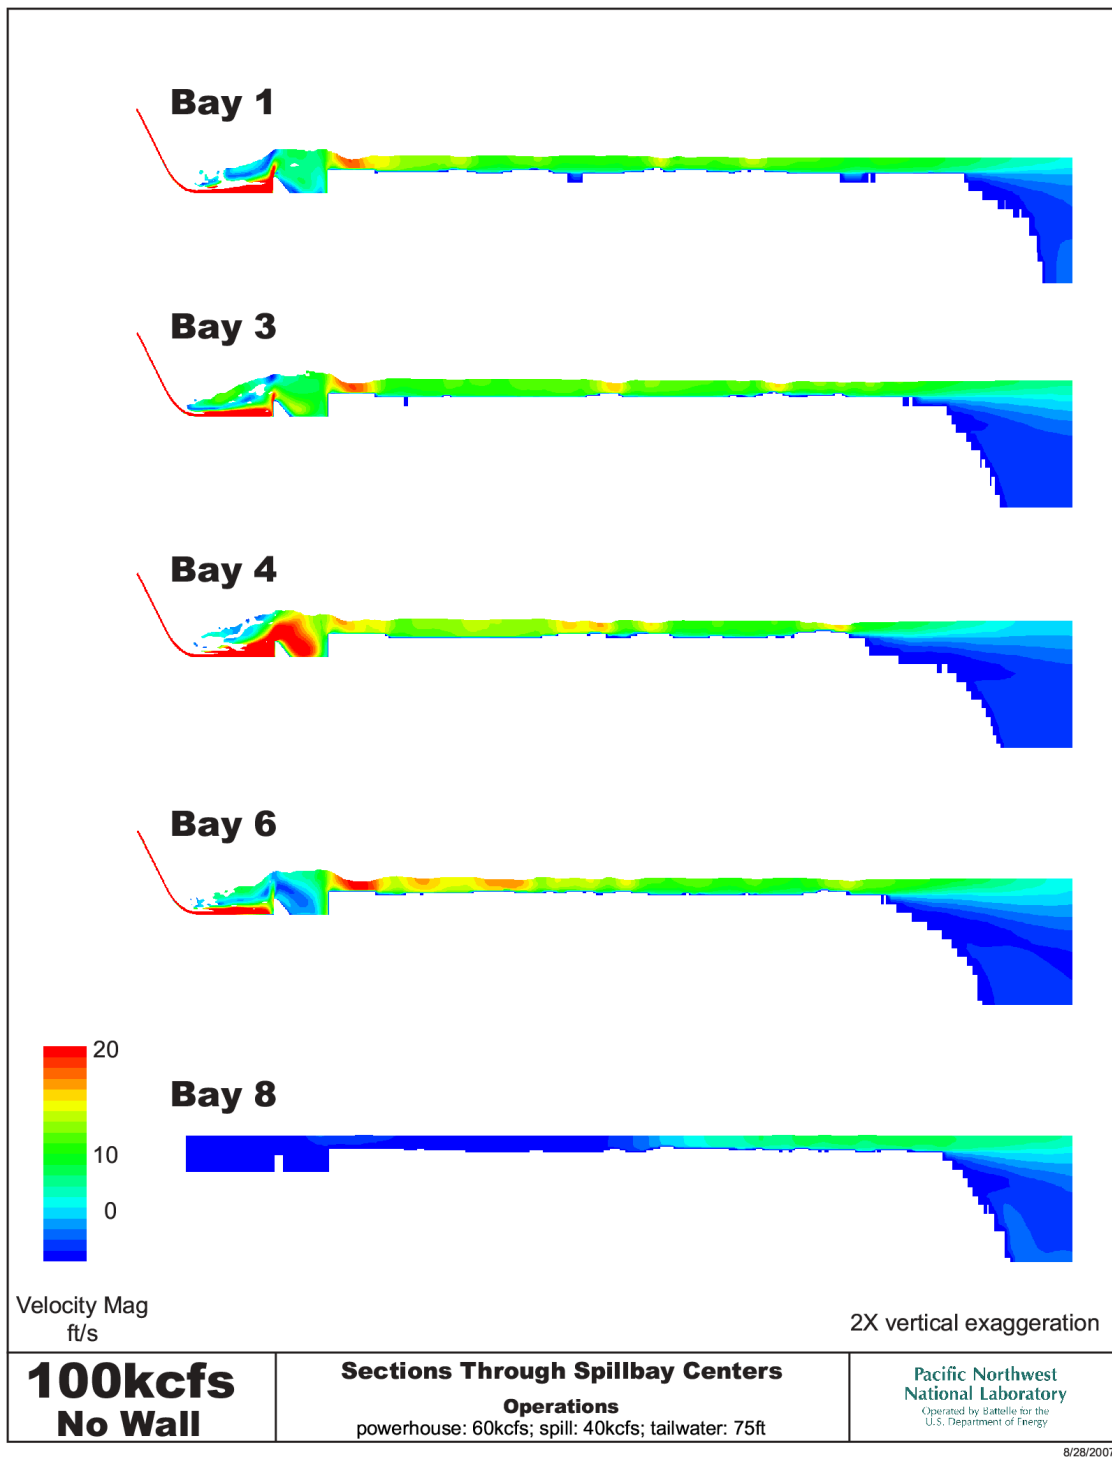 Bay 1
Bay 3
Bay 4
Bay 6
20
10
0
Bay 8
Velocity Mag
ft/s
2X vertical exaggeration
100kcfs
No Wall
Sections Through Spillbay Centers
Operations
powerhouse: 60kcfs; spill: 40kcfs; tailwater: 75ft
Pacific Northwest
National Laboratory
Operated by Battelle for the
U.S. Department of Energy
8/28/2007